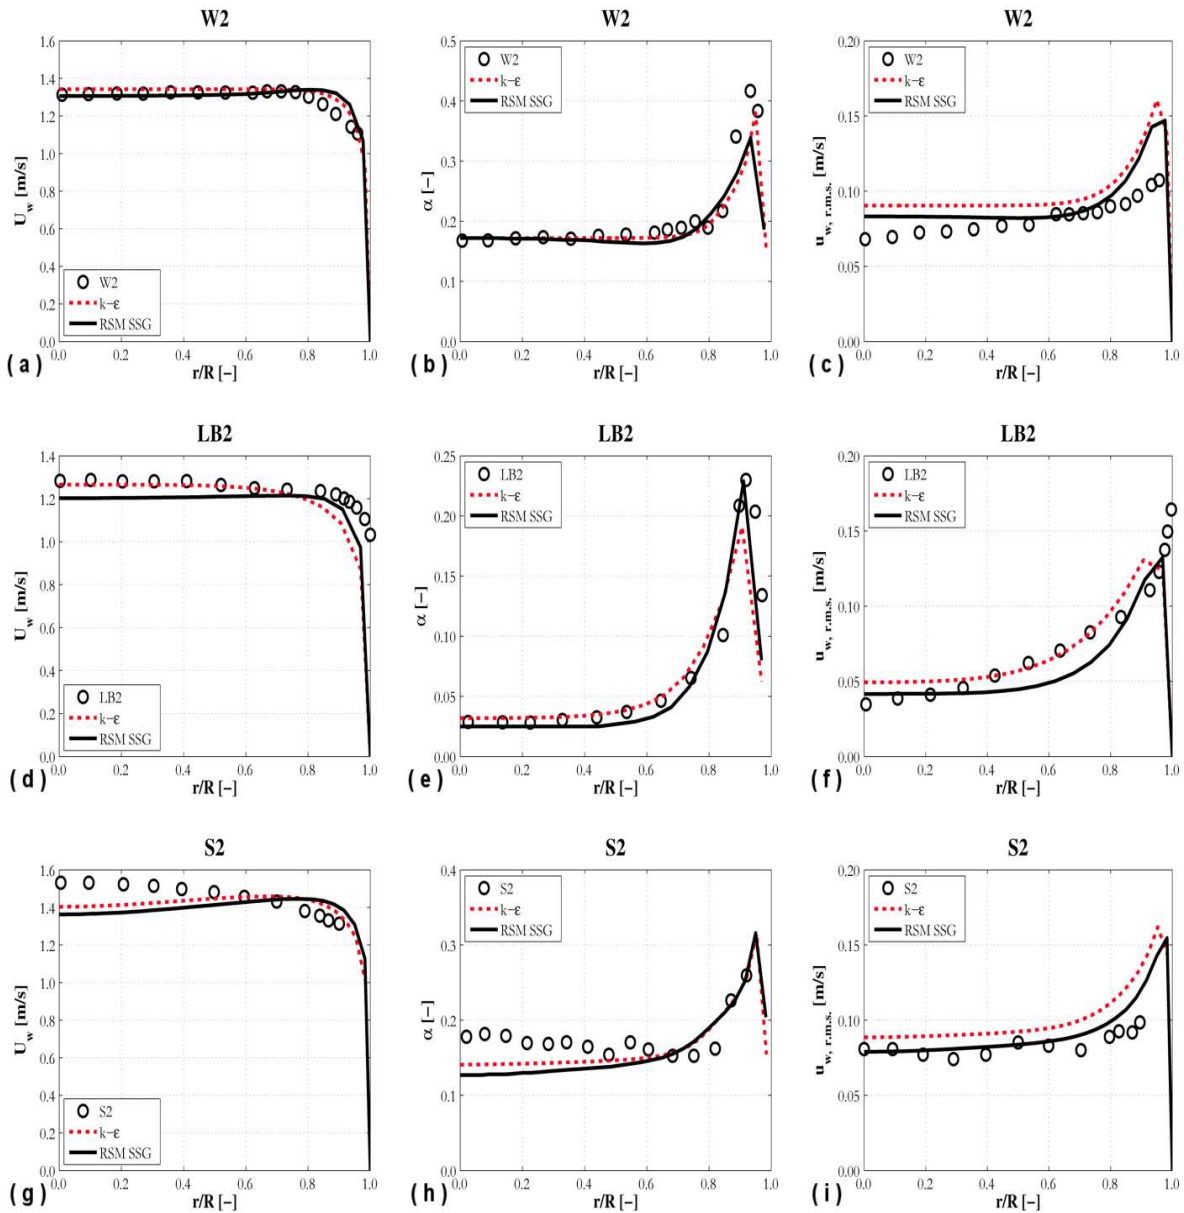 W2
1.6
1.4
1.2
1.0
0.8
0.6
0.4
0.2
0.0
U_w [m/s]
W2
k−ε
RSM SSG
0.0 0.2 0.4 0.6 0.8 1.0
r/R [−]
(a)
W2
0.5
0.4
0.3
0.2
0.1
0.0
α [−]
W2
k−ε
RSM SSG
0.0 0.2 0.4 0.6 0.8 1.0
r/R [−]
(b)
W2
0.20
0.15
0.10
0.05
0.00
u_w, r.m.s. [m/s]
W2
k−ε
RSM SSG
0.0 0.2 0.4 0.6 0.8 1.0
r/R [−]
(c)
LB2
1.4
1.2
1.0
0.8
0.6
0.4
0.2
0.0
U_w [m/s]
LB2
k−ε
RSM SSG
0.0 0.2 0.4 0.6 0.8 1.0
r/R [−]
(d)
LB2
0.25
0.20
0.15
0.10
0.05
0.00
α [−]
LB2
k−ε
RSM SSG
0.0 0.2 0.4 0.6 0.8 1.0
r/R [−]
(e)
LB2
0.20
0.15
0.10
0.05
0.00
u_w, r.m.s. [m/s]
LB2
k−ε
RSM SSG
0.0 0.2 0.4 0.6 0.8 1.0
r/R [−]
(f)
S2
1.6
1.4
1.2
1.0
0.8
0.6
0.4
0.2
0.0
U_w [m/s]
S2
k−ε
RSM SSG
0.0 0.2 0.4 0.6 0.8 1.0
r/R [−]
(g)
S2
0.4
0.3
0.2
0.1
0.0
α [−]
S2
k−ε
RSM SSG
0.0 0.2 0.4 0.6 0.8 1.0
r/R [−]
(h)
S2
0.20
0.15
0.10
0.05
0.00
u_w, r.m.s. [m/s]
S2
k−ε
RSM SSG
0.0 0.2 0.4 0.6 0.8 1.0
r/R [−]
(i)